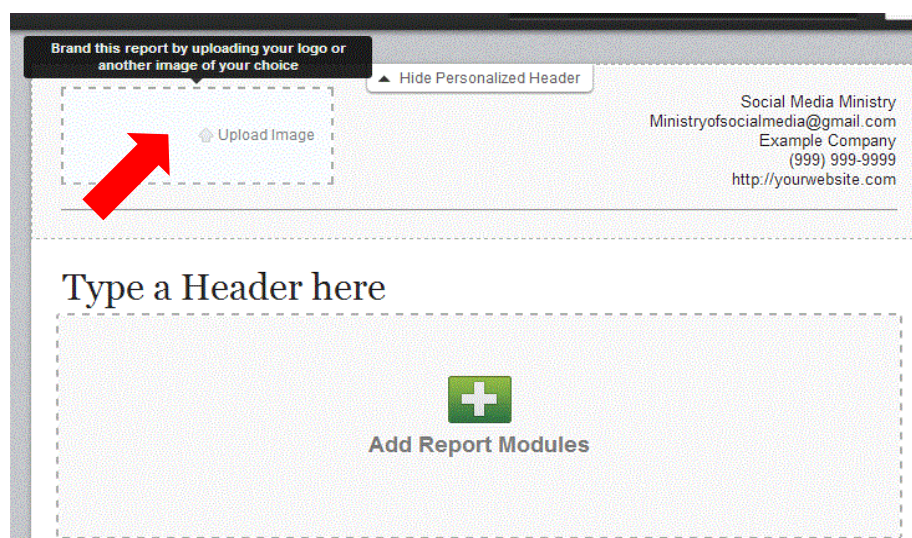 Brand this report by uploading your logo or
another image of your choice
Hide Personalized Header
Upload Image
Social Media Ministry
Ministryofsocialmedia@gmail.com
Example Company
(999) 999-9999
http://yourwebsite.com
Type a Header here
Add Report Modules